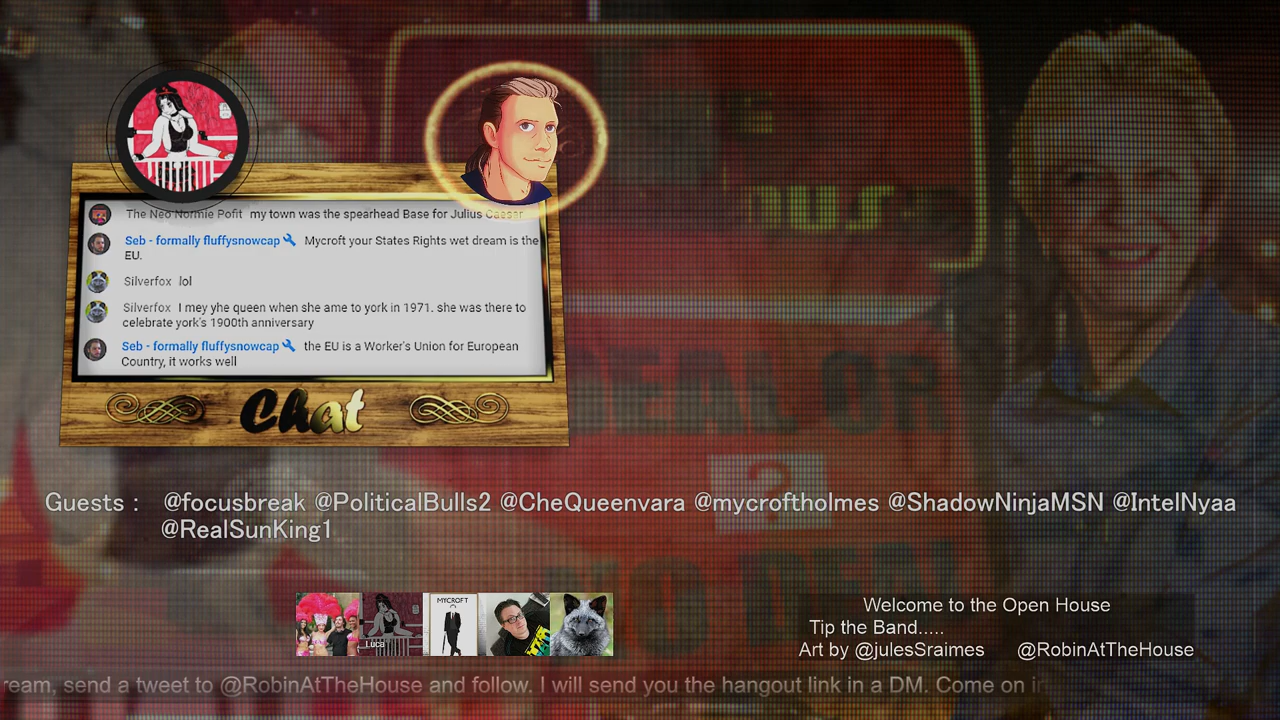 The Neo Normie Pofit my town was the spearhead Base for Julius Caesar
Seb - formally fluffysnowcap Mycroft your States Rights wet dream is the
EU.
Silverfox lol
Silverfox I mey yhe queen when she ame to york in 1971. she was there to
celebrate york's 1900th anniversary
Seb - formally fluffysnowcap the EU is a Worker's Union for European
Country, it works well
Chat
DEAL OR
?
NO DEAL
Guests : @focusbreak @PoliticalBulls2 @CheQueenvara @mycroftholmes @ShadowNinjaMSN @IntelNyaa
@RealSunKing1
MYCROFT
Luca
Welcome to the Open House
Tip the Band.....
Art by @julesSraimes @RobinAtTheHouse
ream, send a tweet to @RobinAtTheHouse and follow. I will send you the hangout link in a DM. Come on in